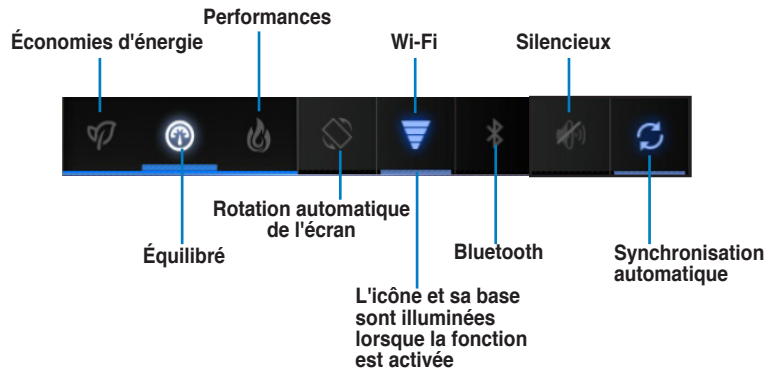 Performances
Économies d'énergie
Wi-Fi
Silencieux
Rotation automatique
de l'écran
Équilibré
Bluetooth
Synchronisation
automatique
L'icône et sa base
sont illuminées
lorsque la fonction
est activée